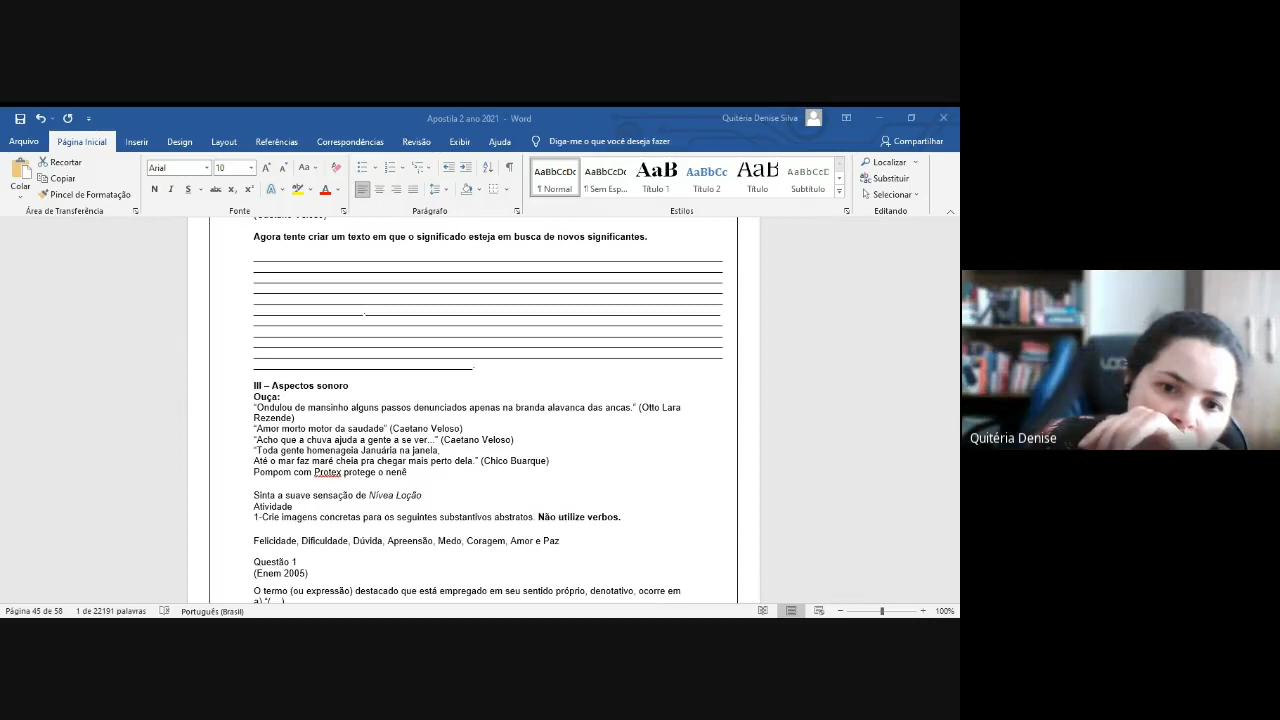 Apostila 2 ano 2021 - Word
Quitéria Denise Silva
Arquivo Página Inicial Inserir Design Layout Referências Correspondências Revisão Exibir Ajuda Diga-me o que você deseja fazer Compartilhar
Colar
Recortar
Copiar
Pincel de Formatação
Área de Transferência
Arial 10
N I S abc x₂ x²
Fonte
Parágrafo
AaBbCcDc AaBbCcDc AaB AaBbCc AaB AaBbCcC
¶ Normal ¶ Sem Esp... Título 1 Título 2 Título Subtítulo
Estilos
Localizar
Substituir
Selecionar
Editando
(Caetano Veloso)
Agora tente criar um texto em que o significado esteja em busca de novos significantes.
III – Aspectos sonoro
Ouça:
“Ondulou de mansinho alguns passos denunciados apenas na branda alavanca das ancas.” (Otto Lara
Rezende)
“Amor morto motor da saudade” (Caetano Veloso)
“Acho que a chuva ajuda a gente a se ver...” (Caetano Veloso)
“Toda gente homenageia Januária na janela,
Até o mar faz maré cheia pra chegar mais perto dela.” (Chico Buarque)
Pompom com Protex protege o nenê
Sinta a suave sensação de Nívea Loção
Atividade
1-Crie imagens concretas para os seguintes substantivos abstratos. Não utilize verbos.
Felicidade, Dificuldade, Dúvida, Apreensão, Medo, Coragem, Amor e Paz
Questão 1
(Enem 2005)
O termo (ou expressão) destacado que está empregado em seu sentido próprio, denotativo, ocorre em
a) “(....)
Página 45 de 58 1 de 22191 palavras Português (Brasil) 100%
Quitéria Denise